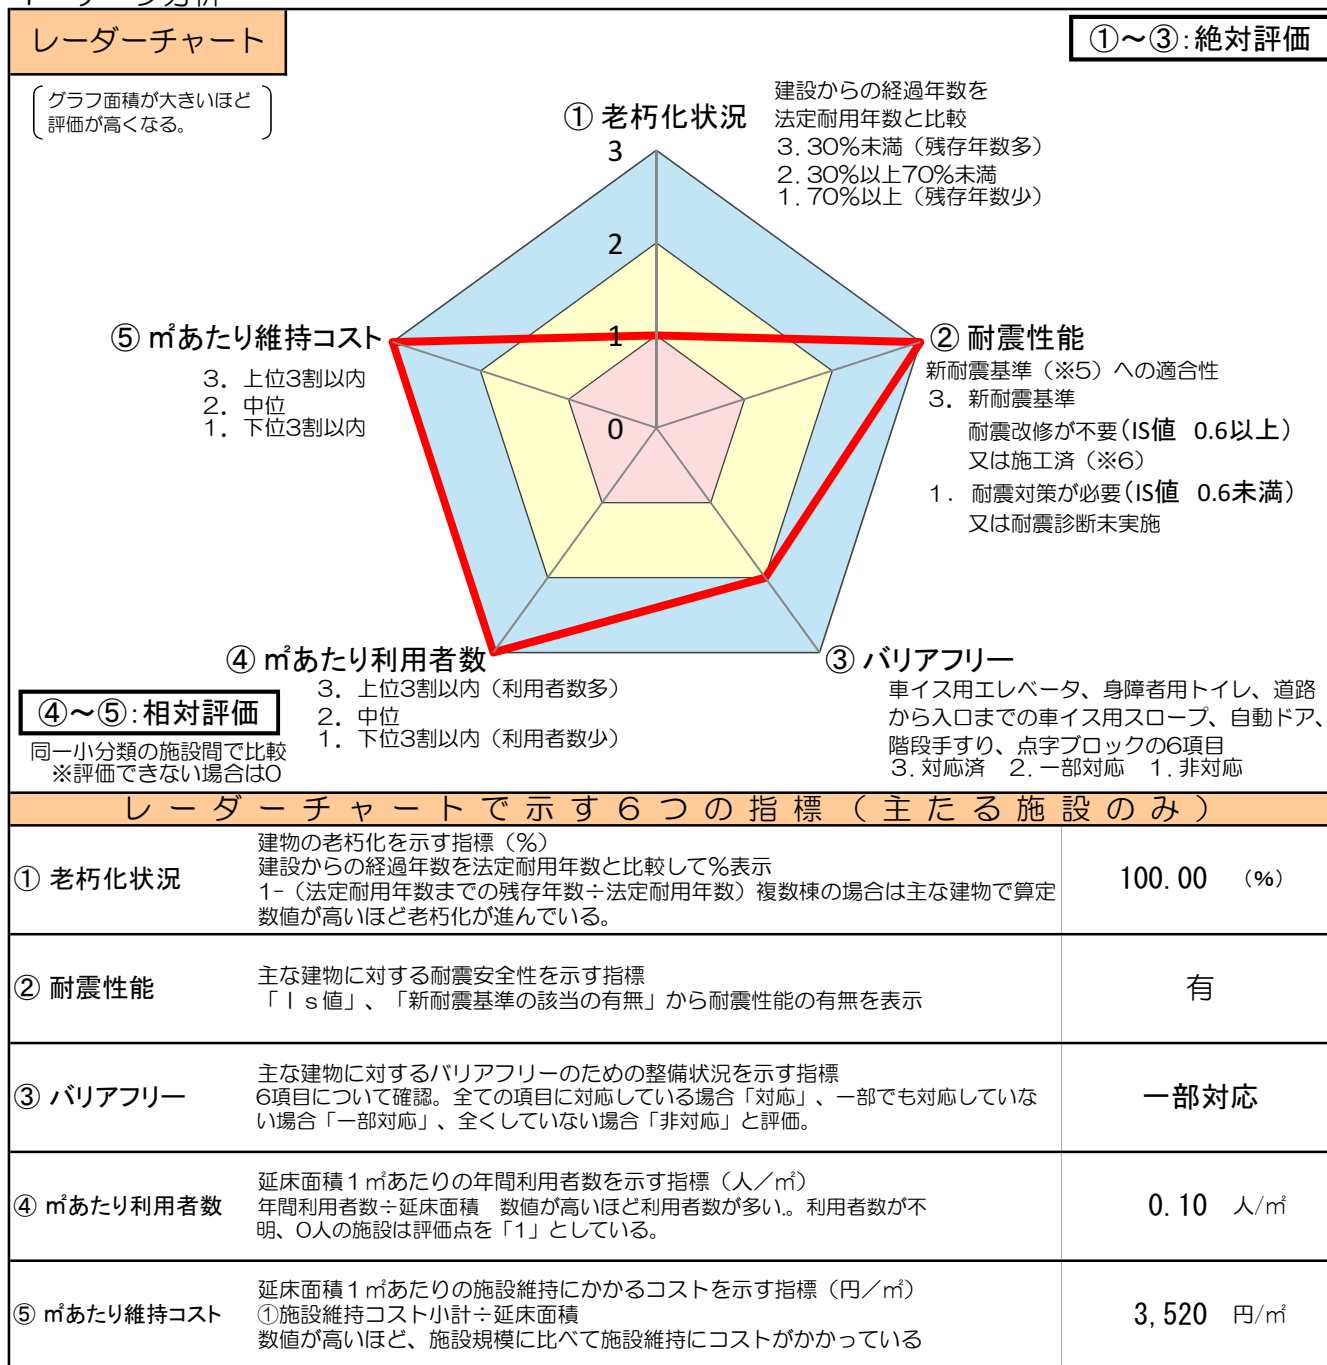 レーダーチャート
①～③：絶対評価
グラフ面積が大きいほど
評価が高くなる。
① 老朽化状況
建設からの経過年数を
法定耐用年数と比較
3．30%未満（残存年数多）
2．30%以上70%未満
1．70%以上（残存年数少）
3
2
1
0
⑤ ㎡あたり維持コスト
3．上位3割以内
2．中位
1．下位3割以内
② 耐震性能
新耐震基準（※5）への適合性
3．新耐震基準
耐震改修が不要（IS値　0.6以上）
又は施工済（※6）
1．耐震対策が必要（IS値　0.6未満）
又は耐震診断未実施
④ ㎡あたり利用者数
3．上位3割以内（利用者数多）
2．中位
1．下位3割以内（利用者数少）
③ バリアフリー
車イス用エレベータ、身障者用トイレ、道路
から入口までの車イス用スロープ、自動ドア、
階段手すり、点字ブロックの6項目
3．対応済　2．一部対応　1．非対応
④～⑤：相対評価
同一小分類の施設間で比較
※評価できない場合は0
レーダーチャートで示す６つの指標（主たる施設のみ）
① 老朽化状況
建物の老朽化を示す指標（%）
建設からの経過年数を法定耐用年数と比較して%表示
1-（法定耐用年数までの残存年数÷法定耐用年数）複数棟の場合は主な建物で算定
数値が高いほど老朽化が進んでいる。
100.00　（%）
② 耐震性能
主な建物に対する耐震安全性を示す指標
「Ｉｓ値」、「新耐震基準の該当の有無」から耐震性能の有無を表示
有
③ バリアフリー
主な建物に対するバリアフリーのための整備状況を示す指標
6項目について確認。全ての項目に対応している場合「対応」、一部でも対応していな
い場合「一部対応」、全くしていない場合「非対応」と評価。
一部対応
④ ㎡あたり利用者数
延床面積１㎡あたりの年間利用者数を示す指標（人／㎡）
年間利用者数÷延床面積　数値が高いほど利用者数が多い。利用者数が不
明、0人の施設は評価点を「1」としている。
0.10　人/㎡
⑤ ㎡あたり維持コスト
延床面積１㎡あたりの施設維持にかかるコストを示す指標（円／㎡）
①施設維持コスト小計÷延床面積
数値が高いほど、施設規模に比べて施設維持にコストがかかっている
3,520　円/㎡